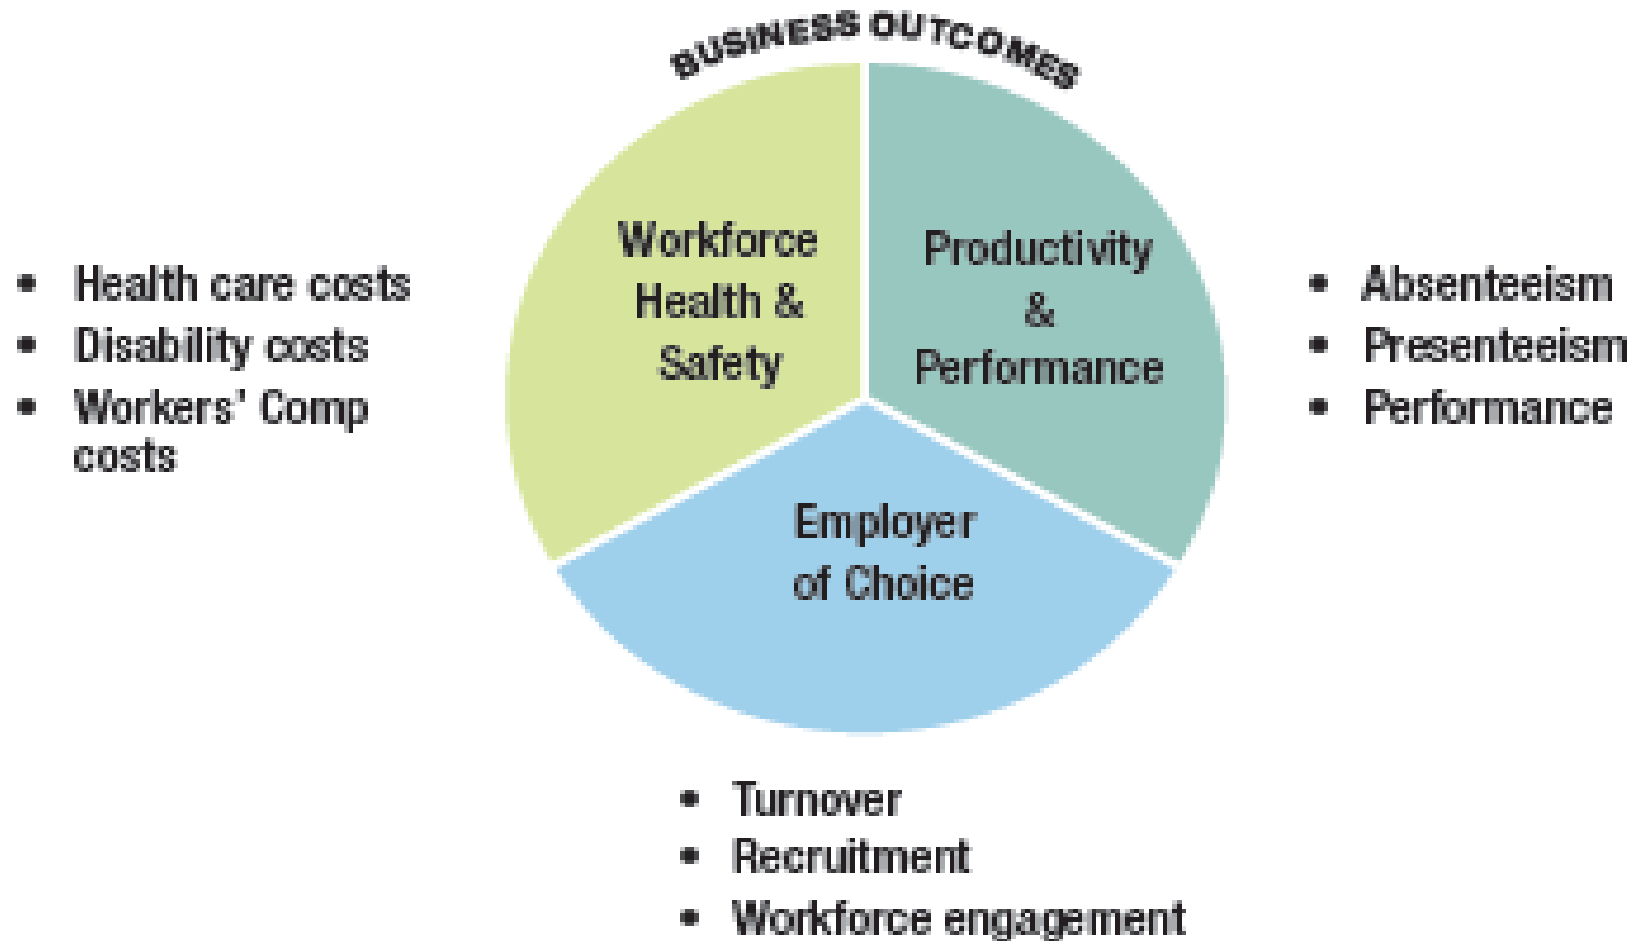 BUSINESS OUTCOMES
Workforce
Health &
Safety
Productivity
&
Performance
Employer
of Choice
• Health care costs
• Disability costs
• Workers' Comp
costs
• Absenteeism
• Presenteeism
• Performance
• Turnover
• Recruitment
• Workforce engagement